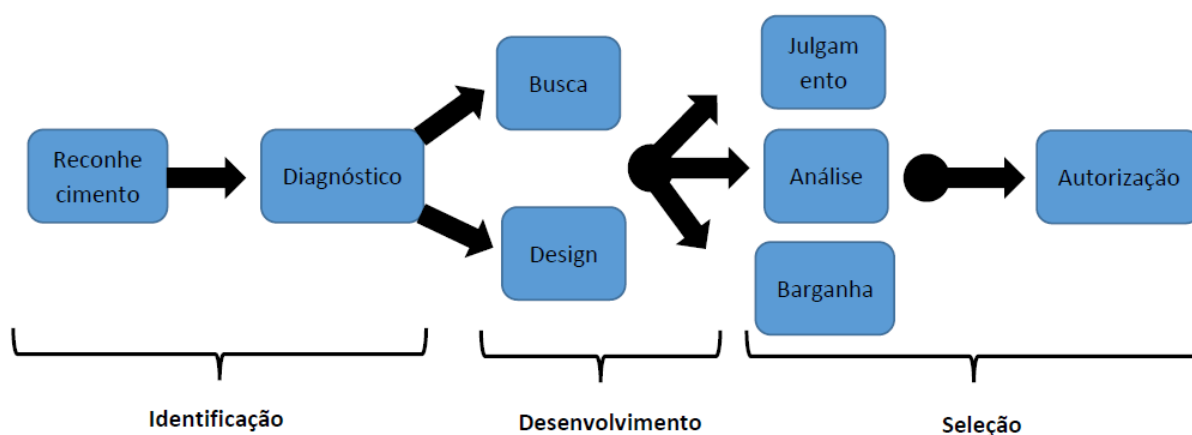 Reconhe
cimento
Diagnóstico
Busca
Design
Julgam
ento
Análise
Barganha
Autorização
Identificação
Desenvolvimento
Seleção